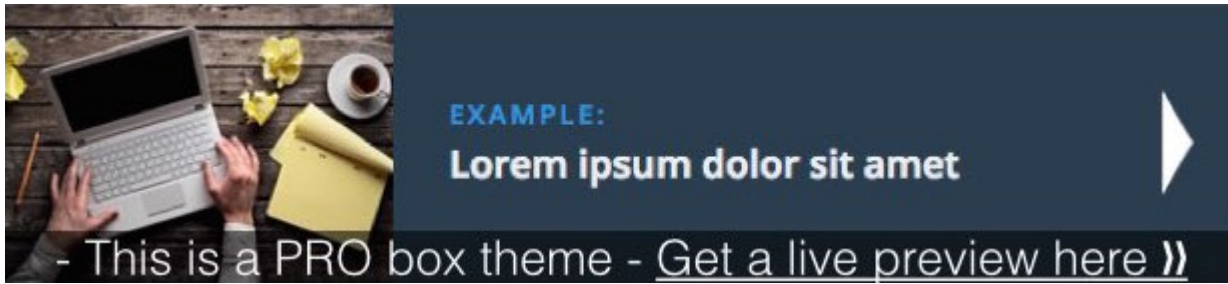 EXAMPLE:
Lorem ipsum dolor sit amet
- This is a PRO box theme - Get a live preview here ⟫